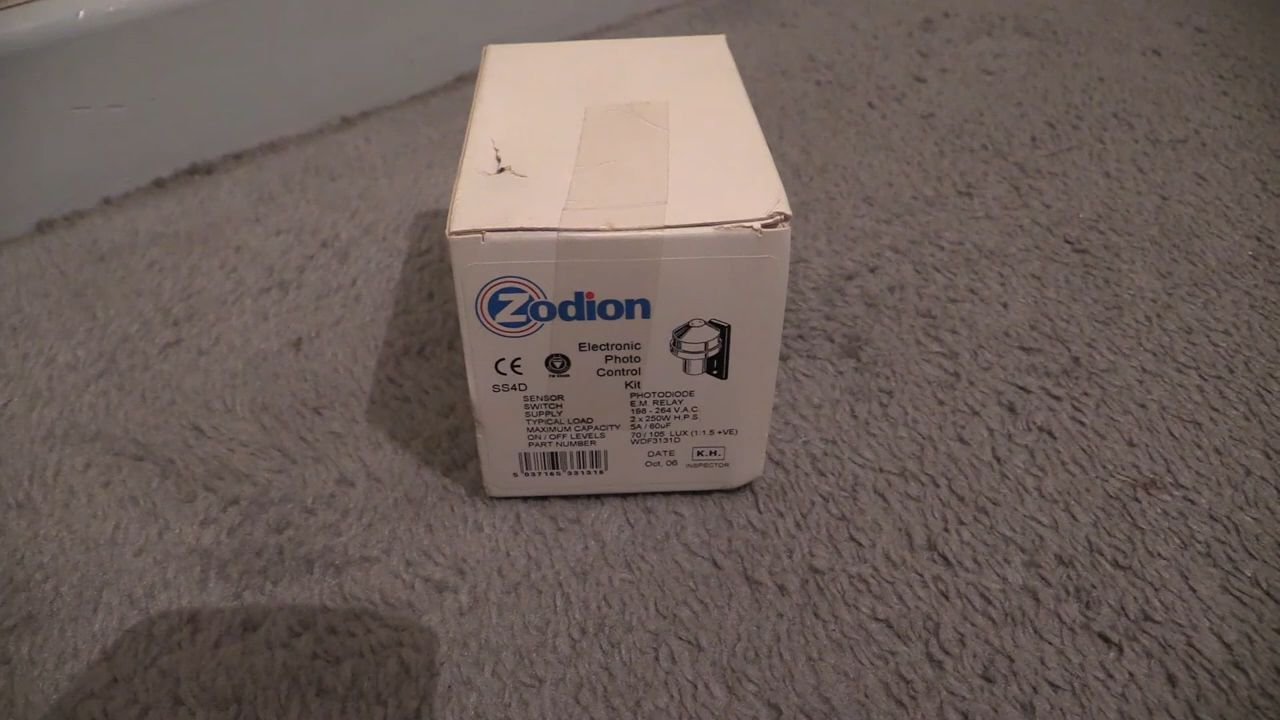 Zodion
Electronic
Photo
Control
Kit
CE
SS4D
SENSOR PHOTODIODE
SWITCH E.M. RELAY
SUPPLY 198 - 264 V.A.C.
TYPICAL LOAD 2 x 250W H.P.S.
MAXIMUM CAPACITY 5A / 60uF
ON / OFF LEVELS 70 / 105 LUX (1:1.5 +VE)
PART NUMBER WDF3131D
DATE K.H.
Oct. 06 INSPECTOR